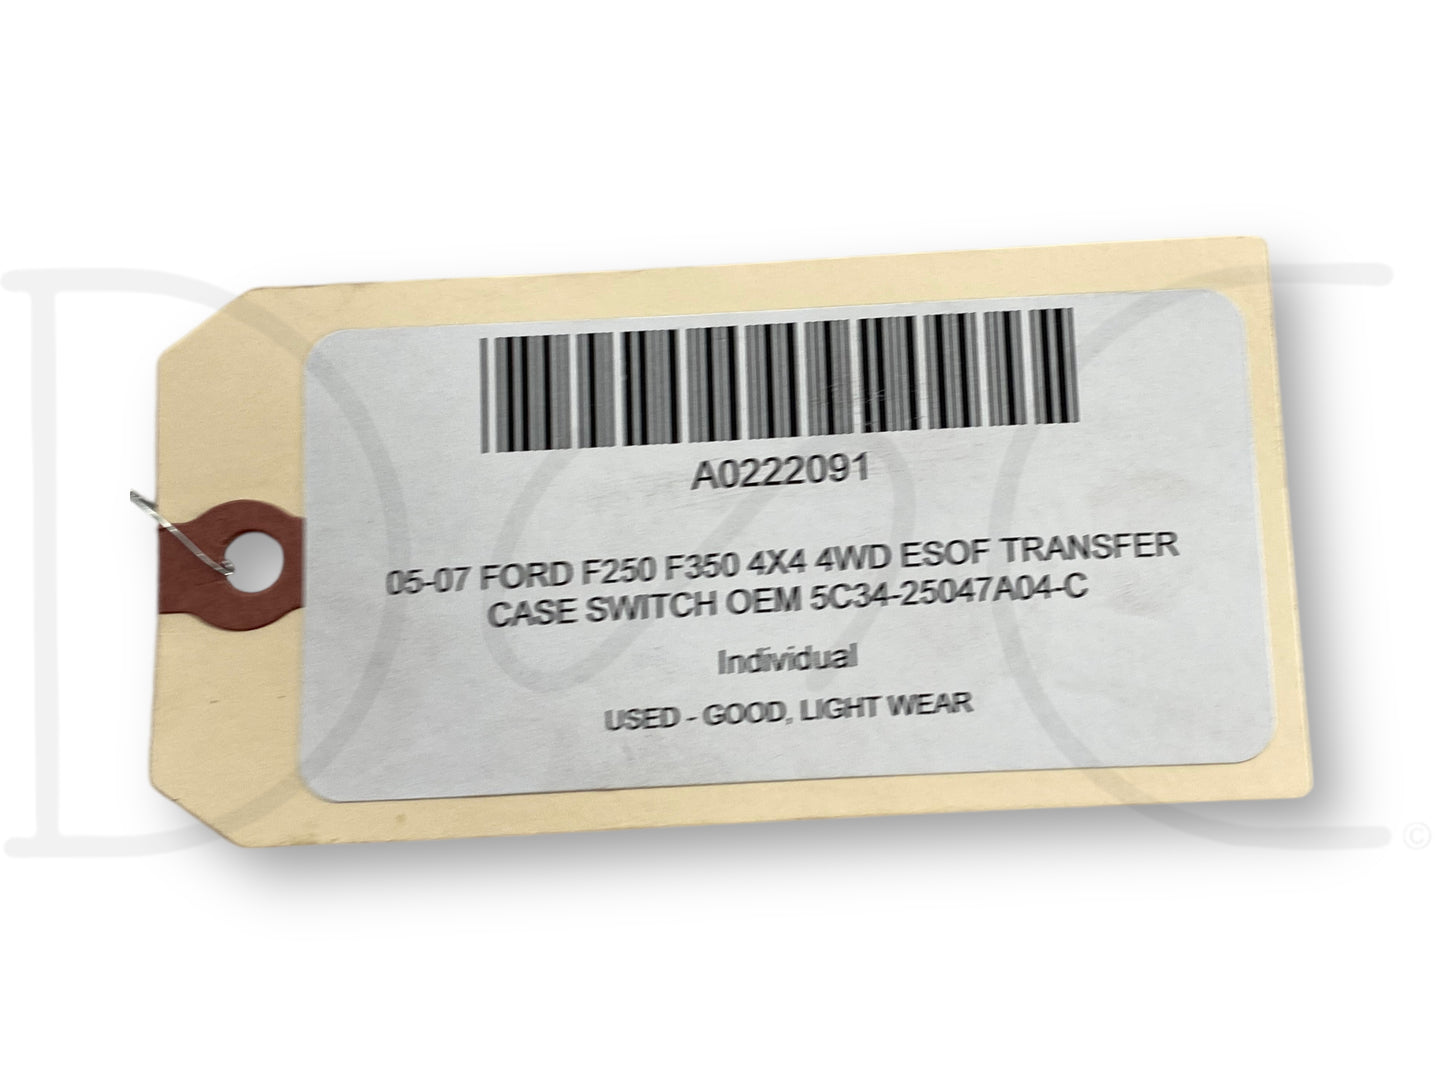 A0222091
05-07 FORD F250 F350 4X4 4WD ESOF TRANSFER
CASE SWITCH OEM 5C34-25047A04-C
Individual
USED - GOOD, LIGHT WEAR
©